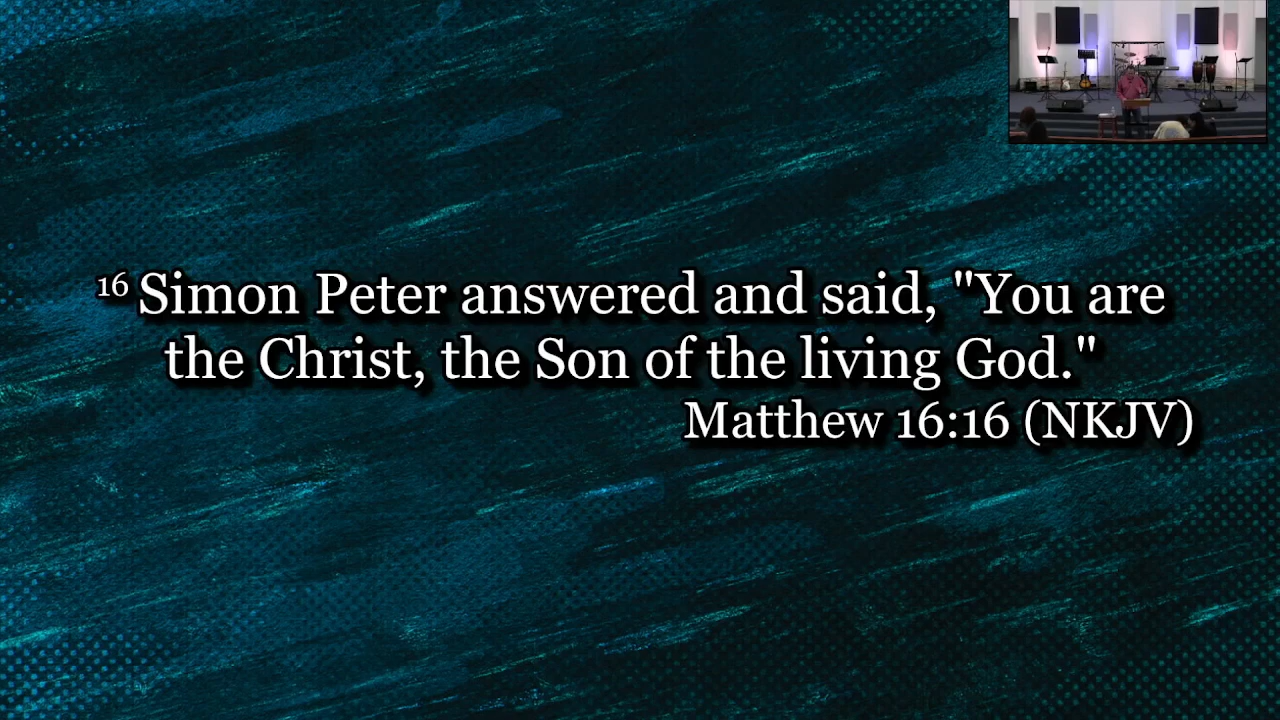 16 Simon Peter answered and said, "You are
the Christ, the Son of the living God."
Matthew 16:16 (NKJV)